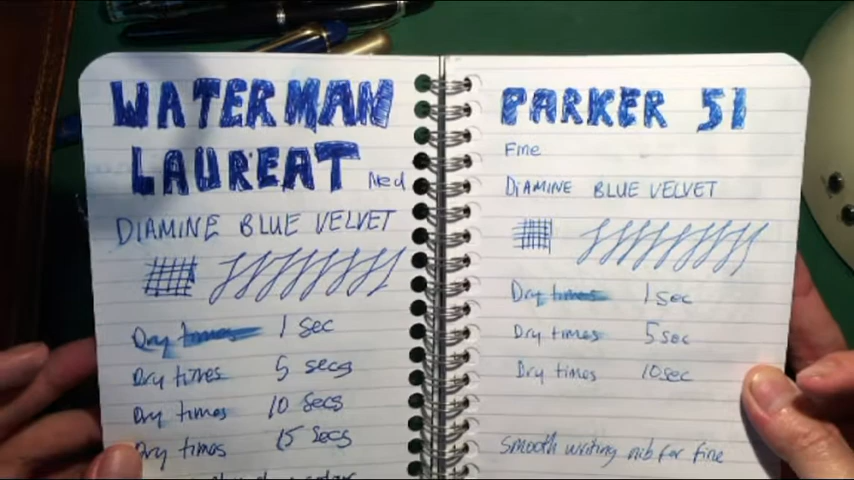 WATERMAN
LAUREAT Med
DIAMINE BLUE VELVET
Dry times 1 sec
Dry times 5 secs
Dry times 10 secs
Dry times 15 secs
PARKER 51
Fine
DIAMINE BLUE VELVET
Dry times 1 sec
Dry times 5 sec
Dry times 10 sec
Smooth writing nib for fine